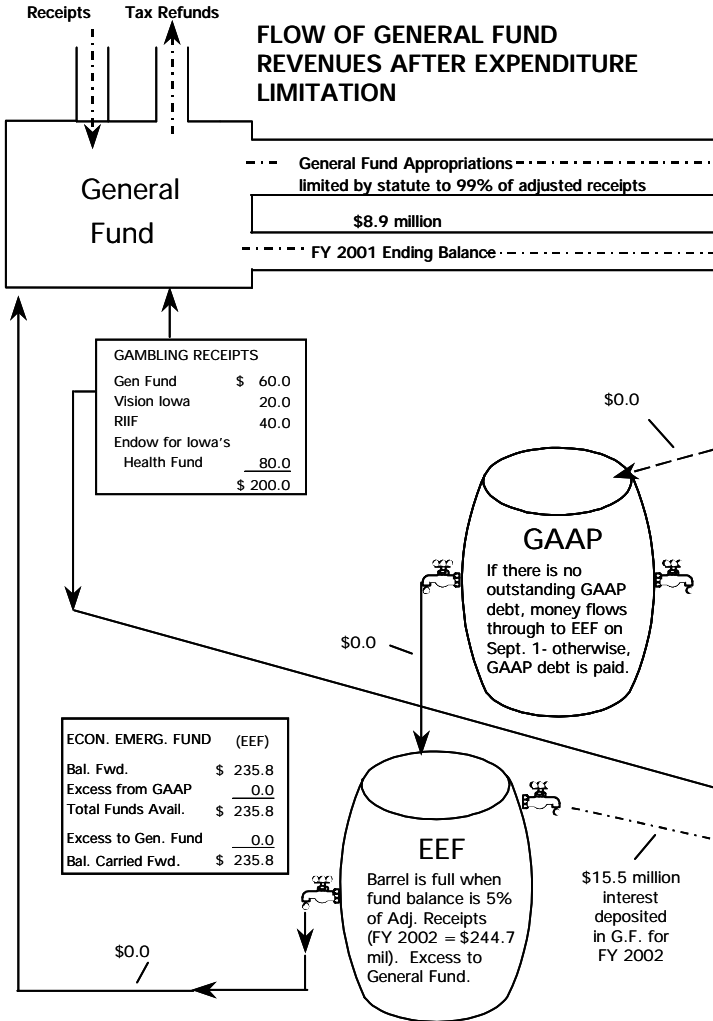 Receipts
Tax Refunds
FLOW OF GENERAL FUND
REVENUES AFTER EXPENDITURE
LIMITATION
General
Fund
General Fund Appropriations
limited by statute to 99% of adjusted receipts
$8.9 million
FY 2001 Ending Balance
GAMBLING RECEIPTS
Gen Fund $ 60.0
Vision Iowa 20.0
RIIF 40.0
Endow for Iowa's
Health Fund 80.0
$ 200.0
$0.0
GAAP
If there is no
outstanding GAAP
debt, money flows
through to EEF on
Sept. 1- otherwise,
GAAP debt is paid.
$0.0
ECON. EMERG. FUND (EEF)
Bal. Fwd. $ 235.8
Excess from GAAP 0.0
Total Funds Avail. $ 235.8
Excess to Gen. Fund 0.0
Bal. Carried Fwd. $ 235.8
EEF
Barrel is full when
fund balance is 5%
of Adj. Receipts
(FY 2002 = $244.7
mil). Excess to
General Fund.
$15.5 million
interest
deposited
in G.F. for
FY 2002
$0.0